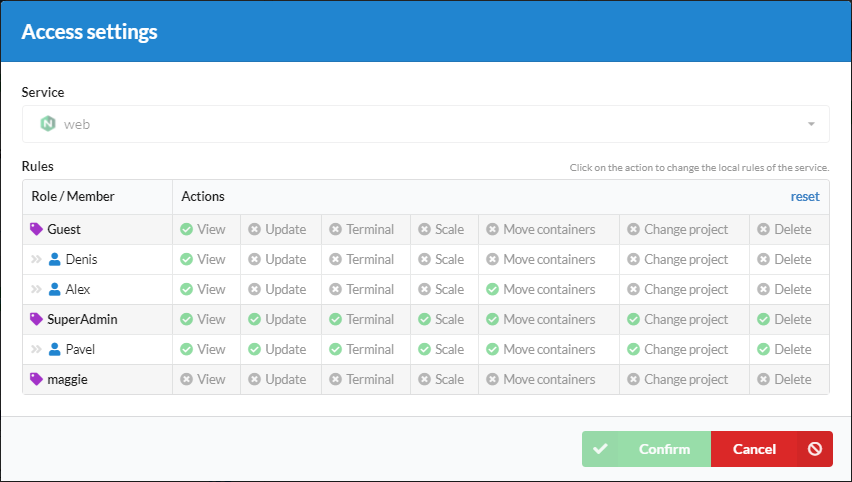 Access settings
Service
web
Rules
Click on the action to change the local rules of the service.
Role / Member Actions reset
Guest View Update Terminal Scale Move containers Change project Delete
Denis View Update Terminal Scale Move containers Change project Delete
Alex View Update Terminal Scale Move containers Change project Delete
SuperAdmin View Update Terminal Scale Move containers Change project Delete
Pavel View Update Terminal Scale Move containers Change project Delete
maggie View Update Terminal Scale Move containers Change project Delete
Confirm Cancel